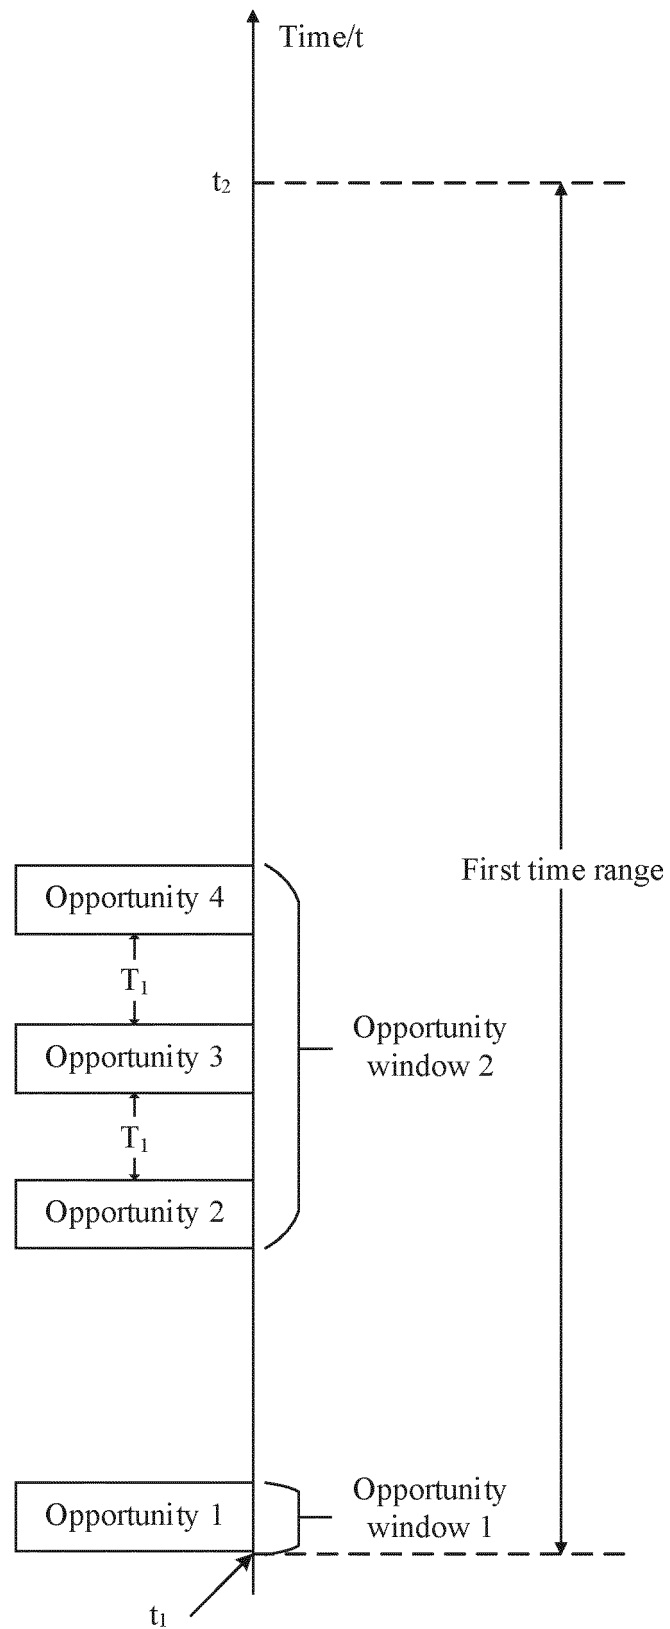 Time/t
t₂
Opportunity 4
First time range
T₁
Opportunity 3
Opportunity
window 2
T₁
Opportunity 2
Opportunity 1
Opportunity
window 1
t₁